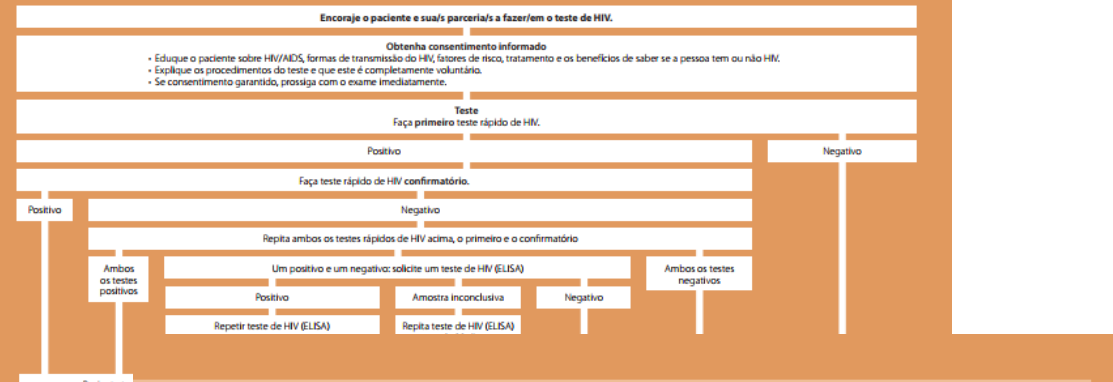 Encoraje o paciente e sua/s parceria/s a fazer/em o teste de HIV.
Obtenha consentimento informado
• Eduque o paciente sobre HIV/AIDS, formas de transmissão do HIV, fatores de risco, tratamento e os benefícios de saber se a pessoa tem ou não HIV.
• Explique os procedimentos do teste e que este é completamente voluntário.
• Se consentimento garantido, prossiga com o exame imediatamente.
Teste
Faça primeiro teste rápido de HIV.
Positivo
Negativo
Faça teste rápido de HIV confirmatório.
Positivo
Negativo
Repita ambos os testes rápidos de HIV acima, o primeiro e o confirmatório
Ambos
os testes
positivos
Um positivo e um negativo: solicite um teste de HIV (ELISA)
Ambos os testes
negativos
Positivo
Amostra inconclusiva
Negativo
Repetir teste de HIV (ELISA)
Repita teste de HIV (ELISA)